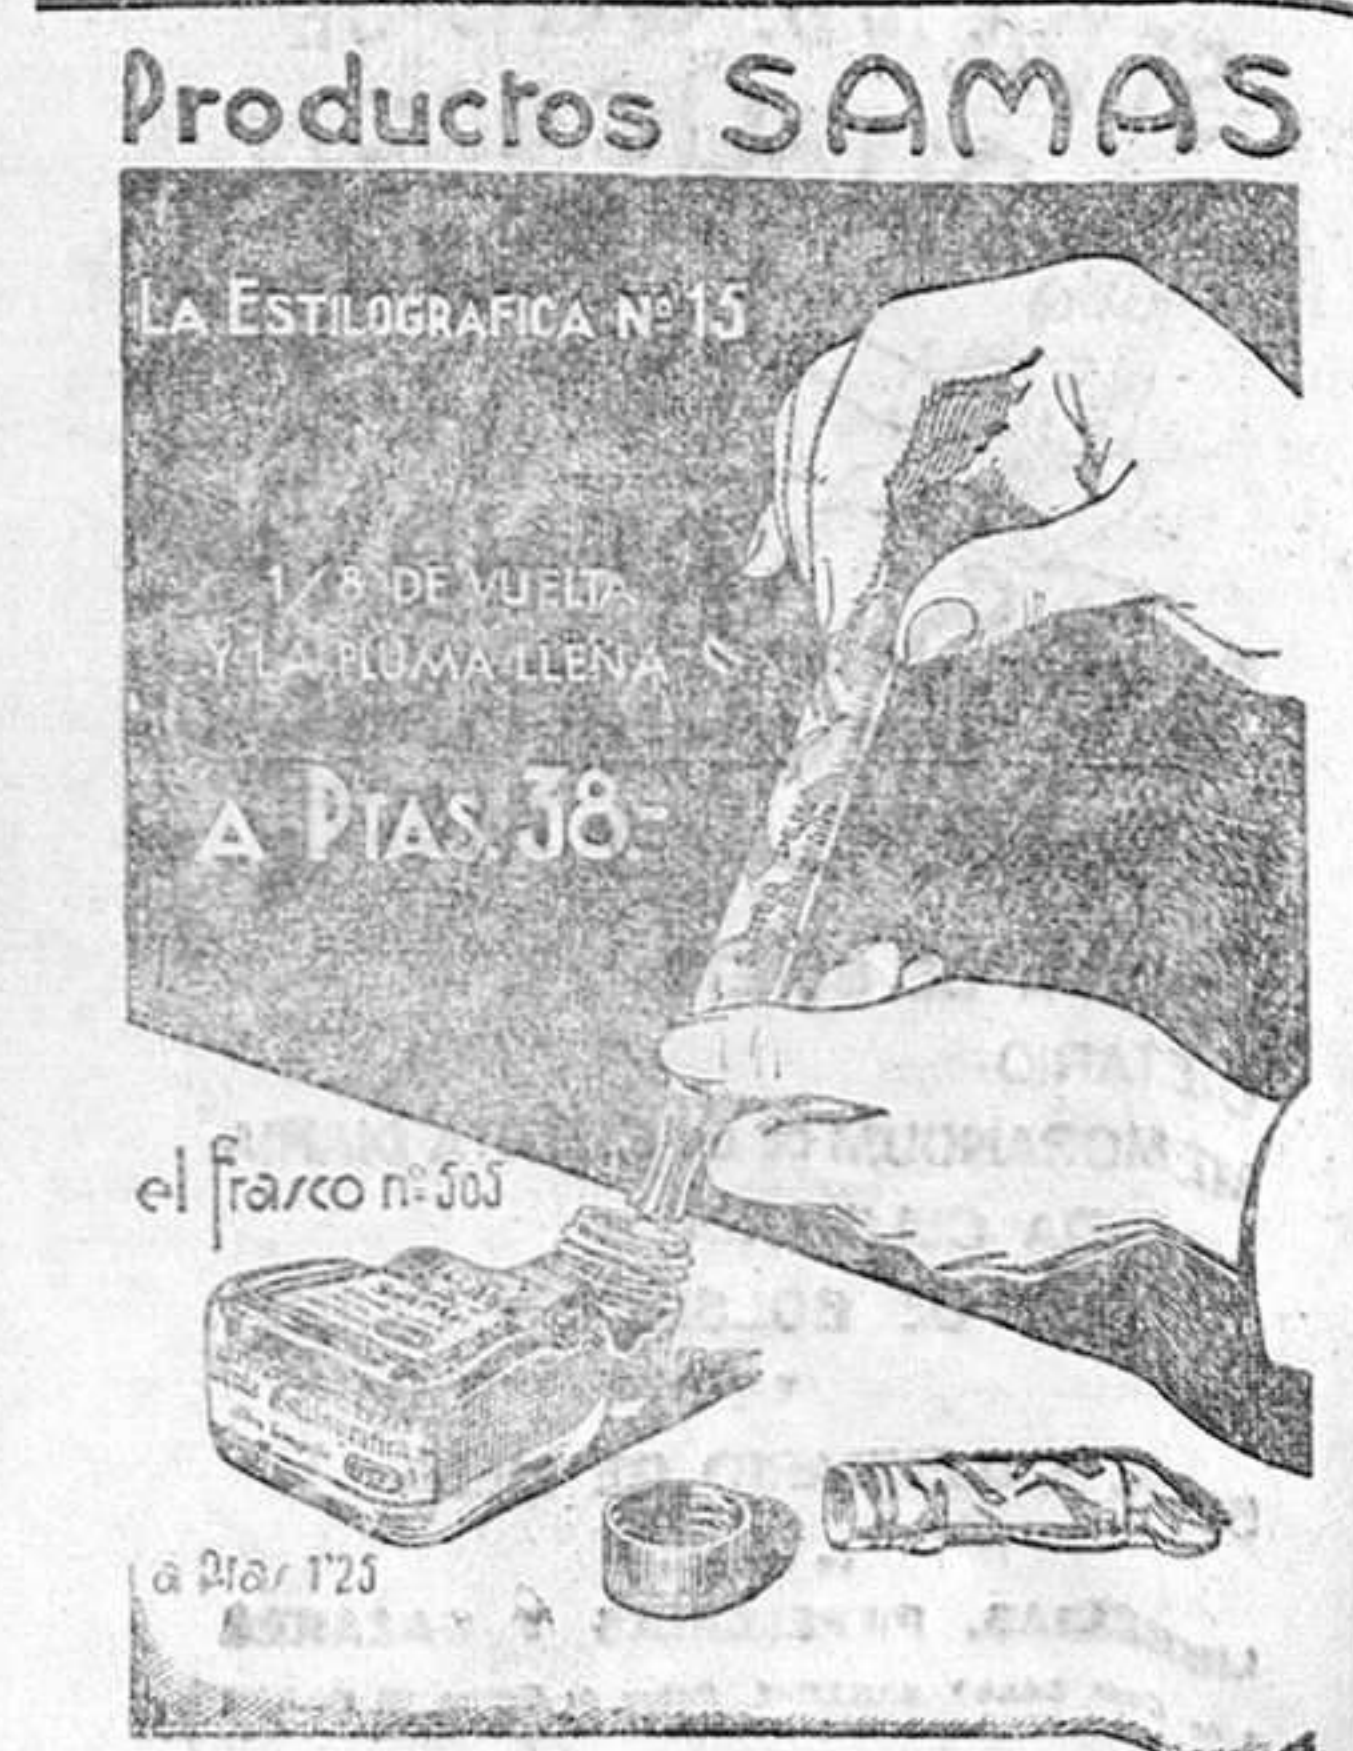 Productos SAMAS
LA ESTILOGRAFICA Nº 15
1/8 DE VUELTA
Y LA PLUMA LLENA
A PTAS. 38.-
el frasco nº 505
a Ptas 1'25